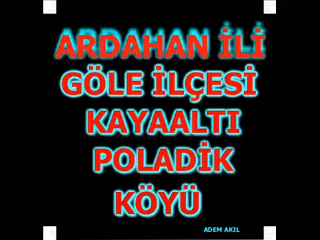 ARDAHAN İLİ
GÖLE İLÇESİ
KAYAALTI
POLADİK
KÖYÜ
ADEM AKIL